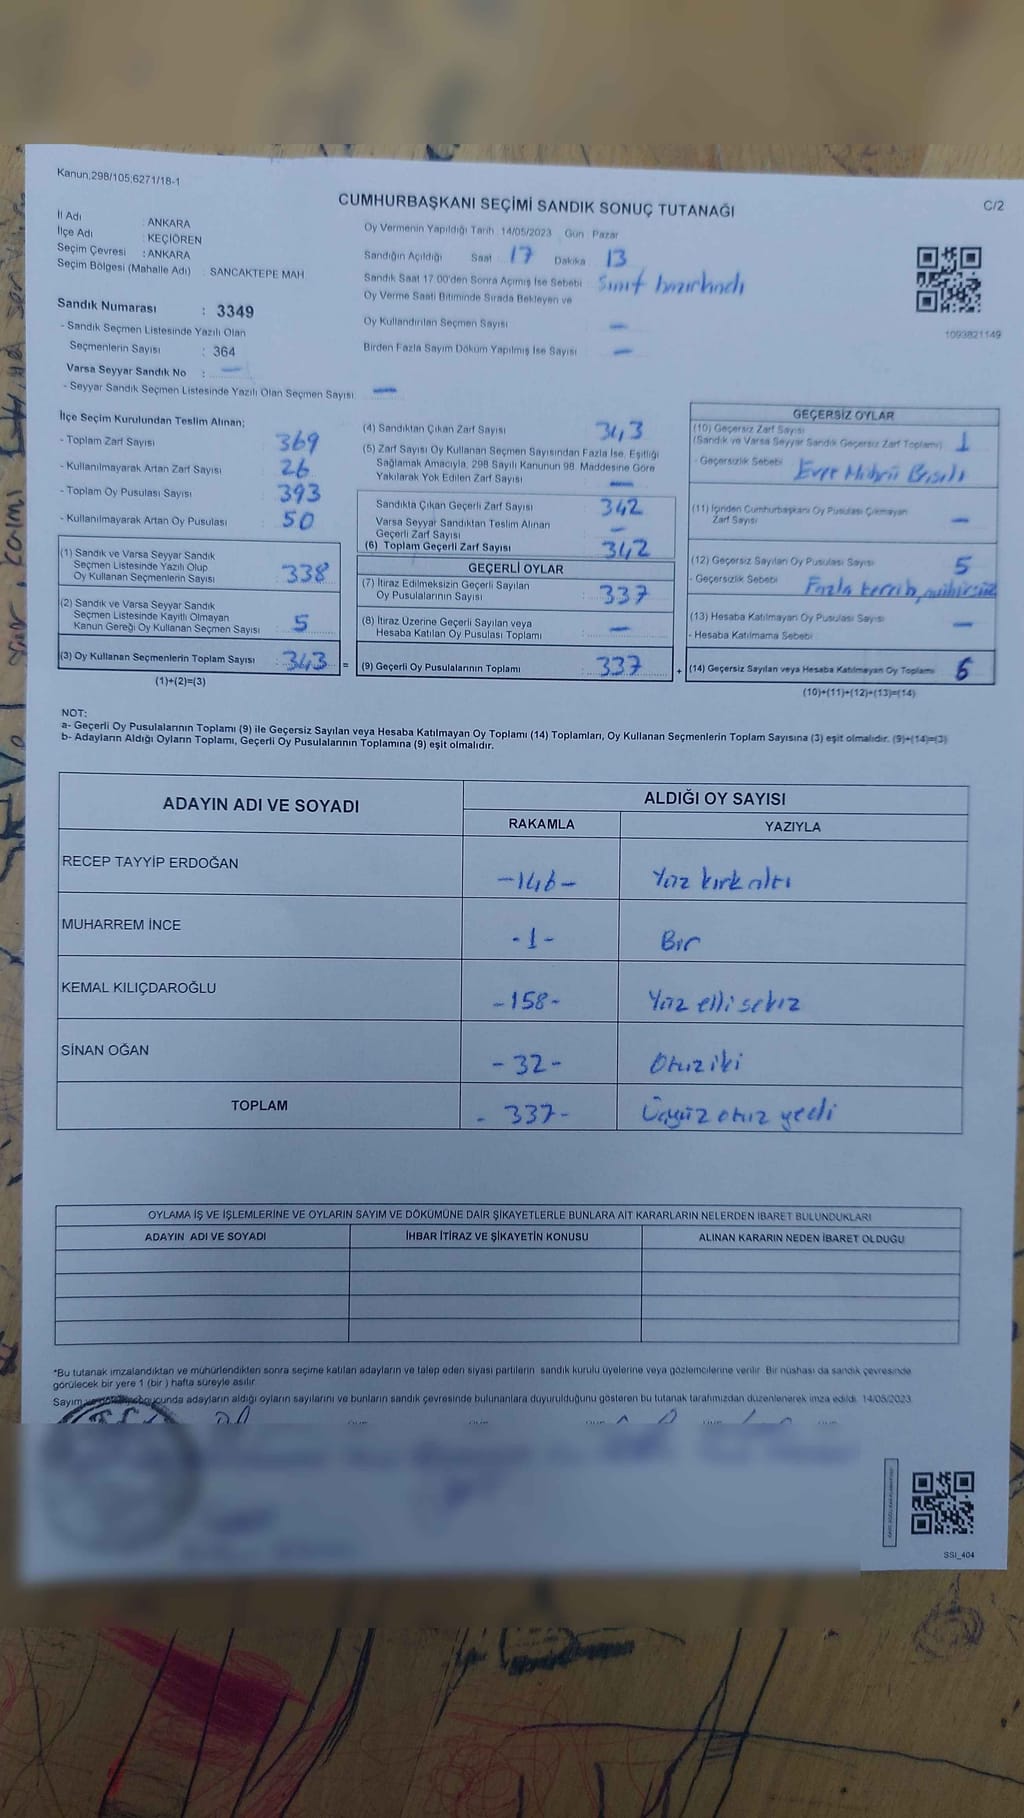 Kanun,298/105;6271/18-1
CUMHURBAŞKANI SEÇİMİ SANDIK SONUÇ TUTANAĞI
C/2
İl Adı : ANKARA
İlçe Adı : KEÇİÖREN
Seçim Çevresi : ANKARA
Seçim Bölgesi (Mahalle Adı) : SANCAKTEPE MAH.
Oy Vermenin Yapıldığı Tarih : 14/05/2023 Gün : Pazar
Sandığın Açıldığı Saat 17 Dakika 13
Sandık Saat 17.00'den Sonra Açımış İse Sebebi Sınıf hazırlandı
Oy Verme Saati Bitiminde Sırada Bekleyen ve
Oy Kullandırılan Seçmen Sayısı —
Birden Fazla Sayım Döküm Yapılmış İse Sayısı —
1093821149
Sandık Numarası : 3349
- Sandık Seçmen Listesinde Yazılı Olan
Seçmenlerin Sayısı : 364
Varsa Seyyar Sandık No : —
- Seyyar Sandık Seçmen Listesinde Yazılı Olan Seçmen Sayısı —
İlçe Seçim Kurulundan Teslim Alınan;
- Toplam Zarf Sayısı 369
- Kullanılmayarak Artan Zarf Sayısı 26
- Toplam Oy Pusulası Sayısı 393
- Kullanılmayarak Artan Oy Pusulası 50
(1) Sandık ve Varsa Seyyar Sandık
Seçmen Listesinde Yazılı Olup
Oy Kullanan Seçmenlerin Sayısı : 338
(2) Sandık ve Varsa Seyyar Sandık
Seçmen Listesinde Kayıtlı Olmayan
Kanun Gereği Oy Kullanan Seçmen Sayısı : 5
(3) Oy Kullanan Seçmenlerin Toplam Sayısı : 343 =
(1)+(2)=(3)
(4) Sandıktan Çıkan Zarf Sayısı 343
(5) Zarf Sayısı Oy Kullanan Seçmen Sayısından Fazla İse, Eşitliği
Sağlamak Amacıyla, 298 Sayılı Kanunun 98. Maddesine Göre
Yakılarak Yok Edilen Zarf Sayısı —
Sandıkta Çıkan Geçerli Zarf Sayısı 342
Varsa Seyyar Sandıktan Teslim Alınan
Geçerli Zarf Sayısı —
(6) Toplam Geçerli Zarf Sayısı 342
GEÇERLİ OYLAR
(7) İtiraz Edilmeksizin Geçerli Sayılan
Oy Pusulalarının Sayısı : 337
(8) İtiraz Üzerine Geçerli Sayılan veya
Hesaba Katılan Oy Pusulası Toplamı : —
(9) Geçerli Oy Pusulalarının Toplamı : 337 +
GEÇERSİZ OYLAR
(10) Geçersiz Zarf Sayısı
(Sandık ve Varsa Seyyar Sandık Geçersiz Zarf Toplamı) 1
- Geçersizlik Sebebi : Evet Mührü Basılı
(11) İçinden Cumhurbaşkanı Oy Pusulası Çıkmayan
Zarf Sayısı —
(12) Geçersiz Sayılan Oy Pusulası Sayısı 5
- Geçersizlik Sebebi : Fazla tercih, mühürsüz
(13) Hesaba Katılmayan Oy Pusulası Sayısı —
- Hesaba Katılmama Sebebi
(14) Geçersiz Sayılan veya Hesaba Katılmayan Oy Toplamı 6
(10)+(11)+(12)+(13)=(14)
NOT:
a- Geçerli Oy Pusulalarının Toplamı (9) ile Geçersiz Sayılan veya Hesaba Katılmayan Oy Toplamı (14) Toplamları, Oy Kullanan Seçmenlerin Toplam Sayısına (3) eşit olmalıdır. (9)+(14)=(3)
b- Adayların Aldığı Oyların Toplamı, Geçerli Oy Pusulalarının Toplamına (9) eşit olmalıdır.
ADAYIN ADI VE SOYADI
ALDIĞI OY SAYISI
RAKAMLA YAZIYLA
RECEP TAYYİP ERDOĞAN -146- Yüz kırk altı
MUHARREM İNCE -1- Bir
KEMAL KILIÇDAROĞLU -158- Yüz elli sekiz
SİNAN OĞAN -32- Otuz iki
TOPLAM -337- Üçyüz otuz yedi
OYLAMA İŞ VE İŞLEMLERİNE VE OYLARIN SAYIM VE DÖKÜMÜNE DAİR ŞİKAYETLERLE BUNLARA AİT KARARLARIN NELERDEN İBARET BULUNDUKLARI
ADAYIN ADI VE SOYADI İHBAR İTİRAZ VE ŞİKAYETİN KONUSU ALINAN KARARIN NEDEN İBARET OLDUĞU
*Bu tutanak imzalandıktan ve mühürlendikten sonra seçime katılan adayların ve talep eden siyasi partilerin sandık kurulu üyelerine veya gözlemcilerine verilir. Bir nüshası da sandık çevresinde
görülecek bir yere 1 (bir ) hafta süreyle asılır.
Sayım adayların aldığı oyların sayılarını ve bunların sandık çevresinde bulunanlara duyurulduğunu gösteren bu tutanak tarafımızdan düzenlenerek imza edildi. 14/05/2023
SSI_404